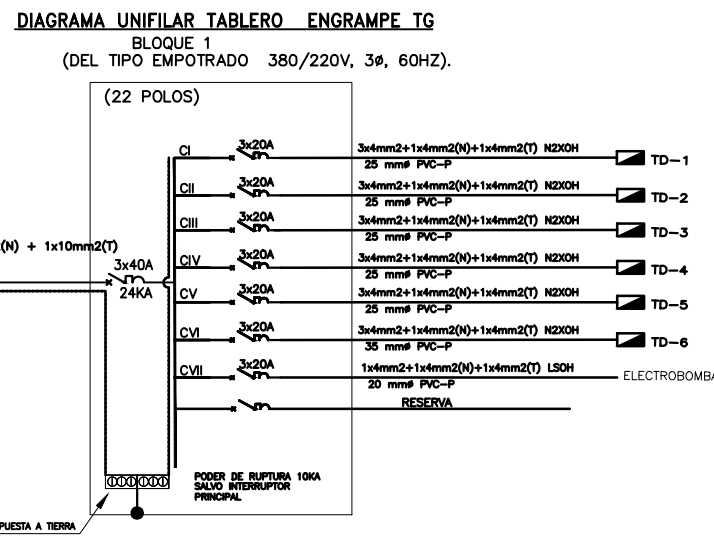 DIAGRAMA UNIFILAR TABLERO ENGRAMPE TG
BLOQUE 1
(DEL TIPO EMPOTRADO 380/220V, 3ø, 60HZ).
(22 POLOS)
CI 3x20A 3x4mm2+1x4mm2(N)+1x4mm2(T) N2XOH
25 mmø PVC-P
TD-1
CII 3x20A 3x4mm2+1x4mm2(N)+1x4mm2(T) N2XOH
25 mmø PVC-P
TD-2
CIII 3x20A 3x4mm2+1x4mm2(N)+1x4mm2(T) N2XOH
25 mmø PVC-P
TD-3
(N) + 1x10mm2(T)
3x40A
24KA
CIV 3x20A 3x4mm2+1x4mm2(N)+1x4mm2(T) N2XOH
25 mmø PVC-P
TD-4
CV 3x20A 3x4mm2+1x4mm2(N)+1x4mm2(T) N2XOH
25 mmø PVC-P
TD-5
CVI 3x20A 3x4mm2+1x4mm2(N)+1x4mm2(T) N2XOH
35 mmø PVC-P
TD-6
CVII 3x20A 1x4mm2+1x4mm2(N)+1x4mm2(T) LSOH
20 mmø PVC-P
ELECTROBOMBA
RESERVA
PODER DE RUPTURA 10KA
SALVO INTERRUPTOR
PRINCIPAL
PUESTA A TIERRA